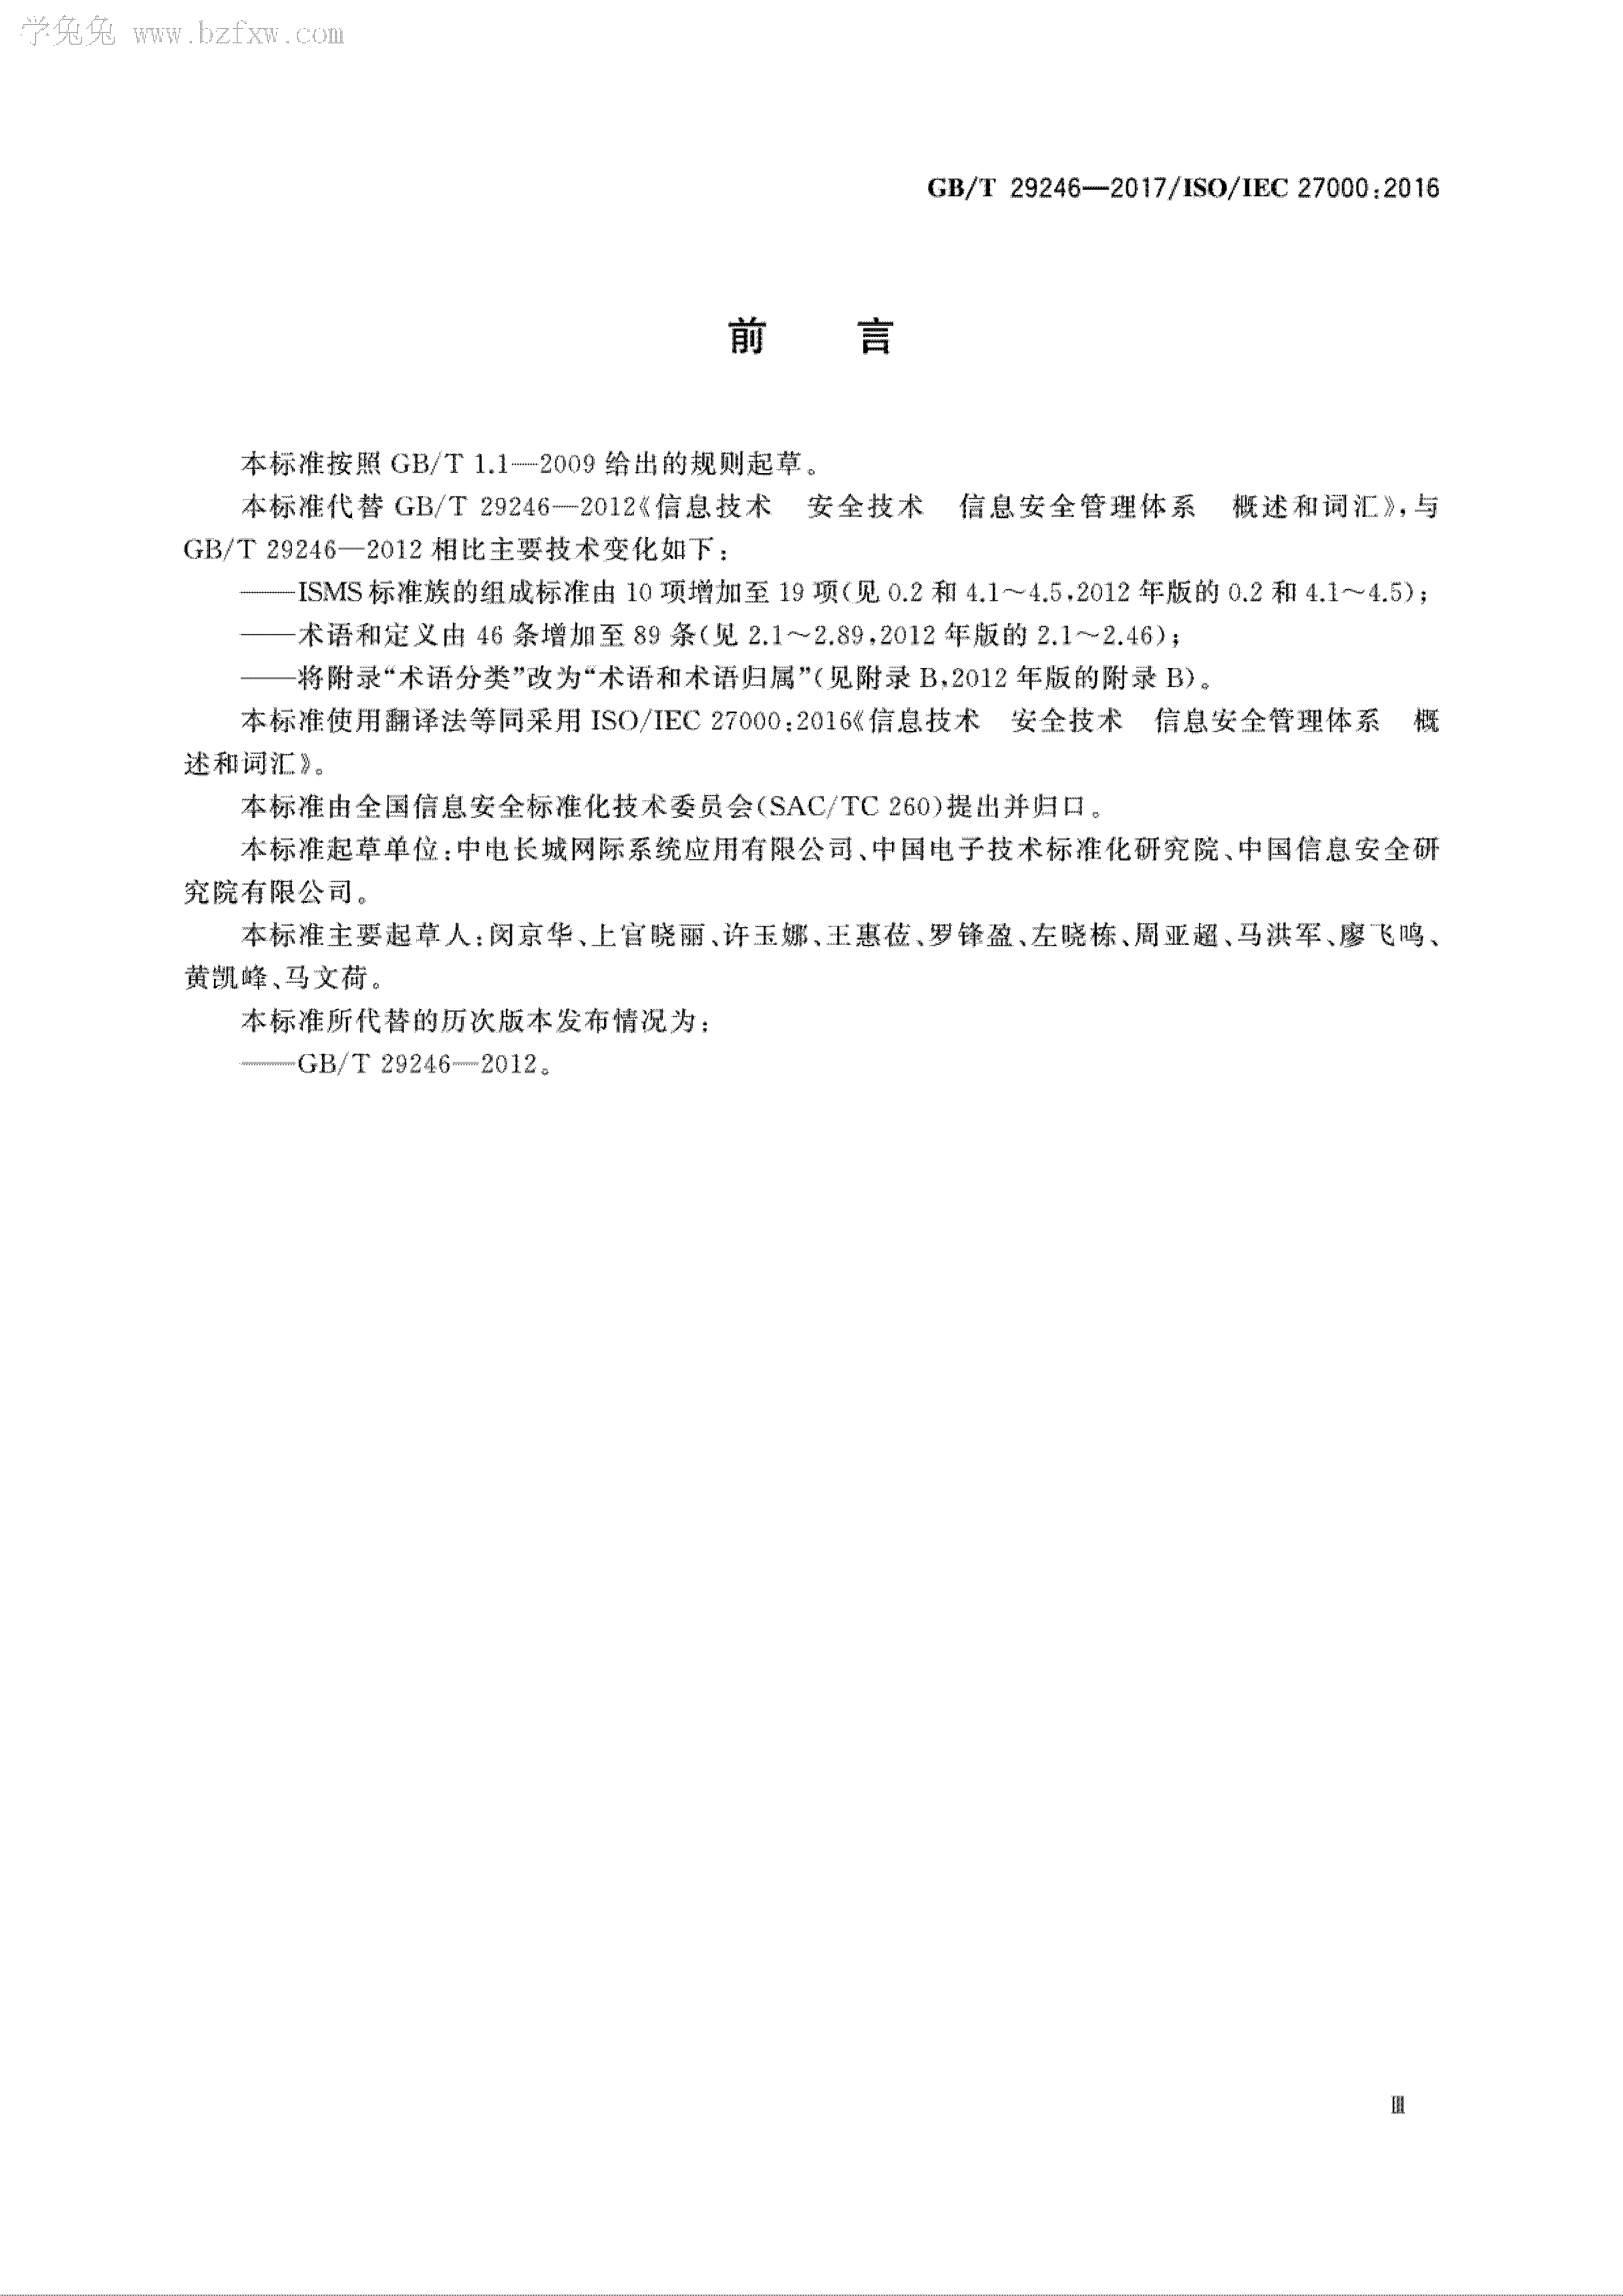 学兔兔 www.bzfxw.com
GB/T 29246—2017/ISO/IEC 27000:2016
前 言
本标准按照 GB/T 1.1—2009 给出的规则起草。
本标准代替 GB/T 29246—2012《信息技术 安全技术 信息安全管理体系 概述和词汇》,与
GB/T 29246—2012 相比主要技术变化如下:
——ISMS 标准族的组成标准由 10 项增加至 19 项(见 0.2 和 4.1～4.5,2012 年版的 0.2 和 4.1～4.5);
——术语和定义由 46 条增加至 89 条(见 2.1～2.89,2012 年版的 2.1～2.46);
——将附录“术语分类”改为“术语和术语归属”(见附录 B,2012 年版的附录 B)。
本标准使用翻译法等同采用 ISO/IEC 27000:2016《信息技术 安全技术 信息安全管理体系 概
述和词汇》。
本标准由全国信息安全标准化技术委员会(SAC/TC 260)提出并归口。
本标准起草单位:中电长城网际系统应用有限公司、中国电子技术标准化研究院、中国信息安全研
究院有限公司。
本标准主要起草人:闵京华、上官晓丽、许玉娜、王惠莅、罗锋盈、左晓栋、周亚超、马洪军、廖飞鸣、
黄凯峰、马文荷。
本标准所代替的历次版本发布情况为:
——GB/T 29246—2012。
Ⅲ